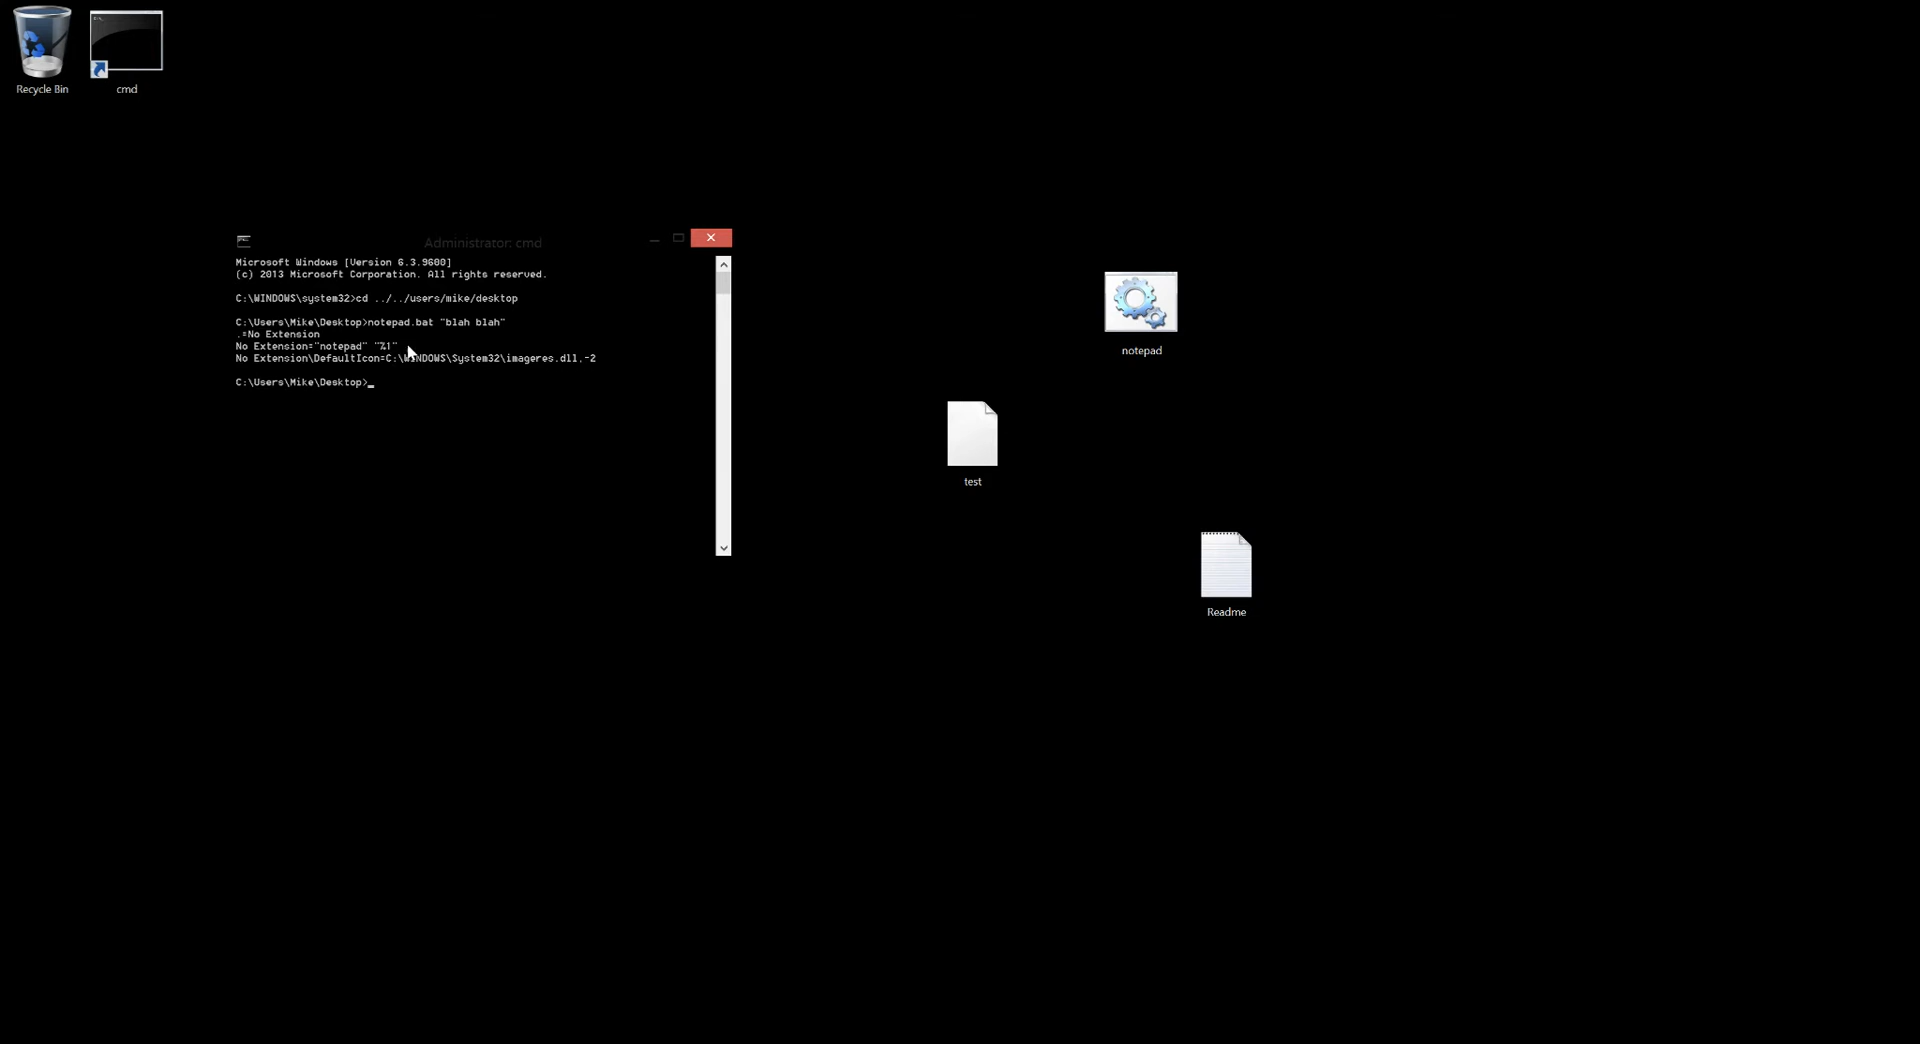 Recycle Bin
cmd
Administrator: cmd
Microsoft Windows [Version 6.3.9600]
(c) 2013 Microsoft Corporation. All rights reserved.
C:\WINDOWS\system32>cd ../../users/mike/desktop
C:\Users\Mike\Desktop>notepad.bat "blah blah"
.=No Extension
No Extension="notepad" "%1"
No Extension\DefaultIcon=C:\WINDOWS\System32\imageres.dll,-2
C:\Users\Mike\Desktop>_
notepad
test
Readme